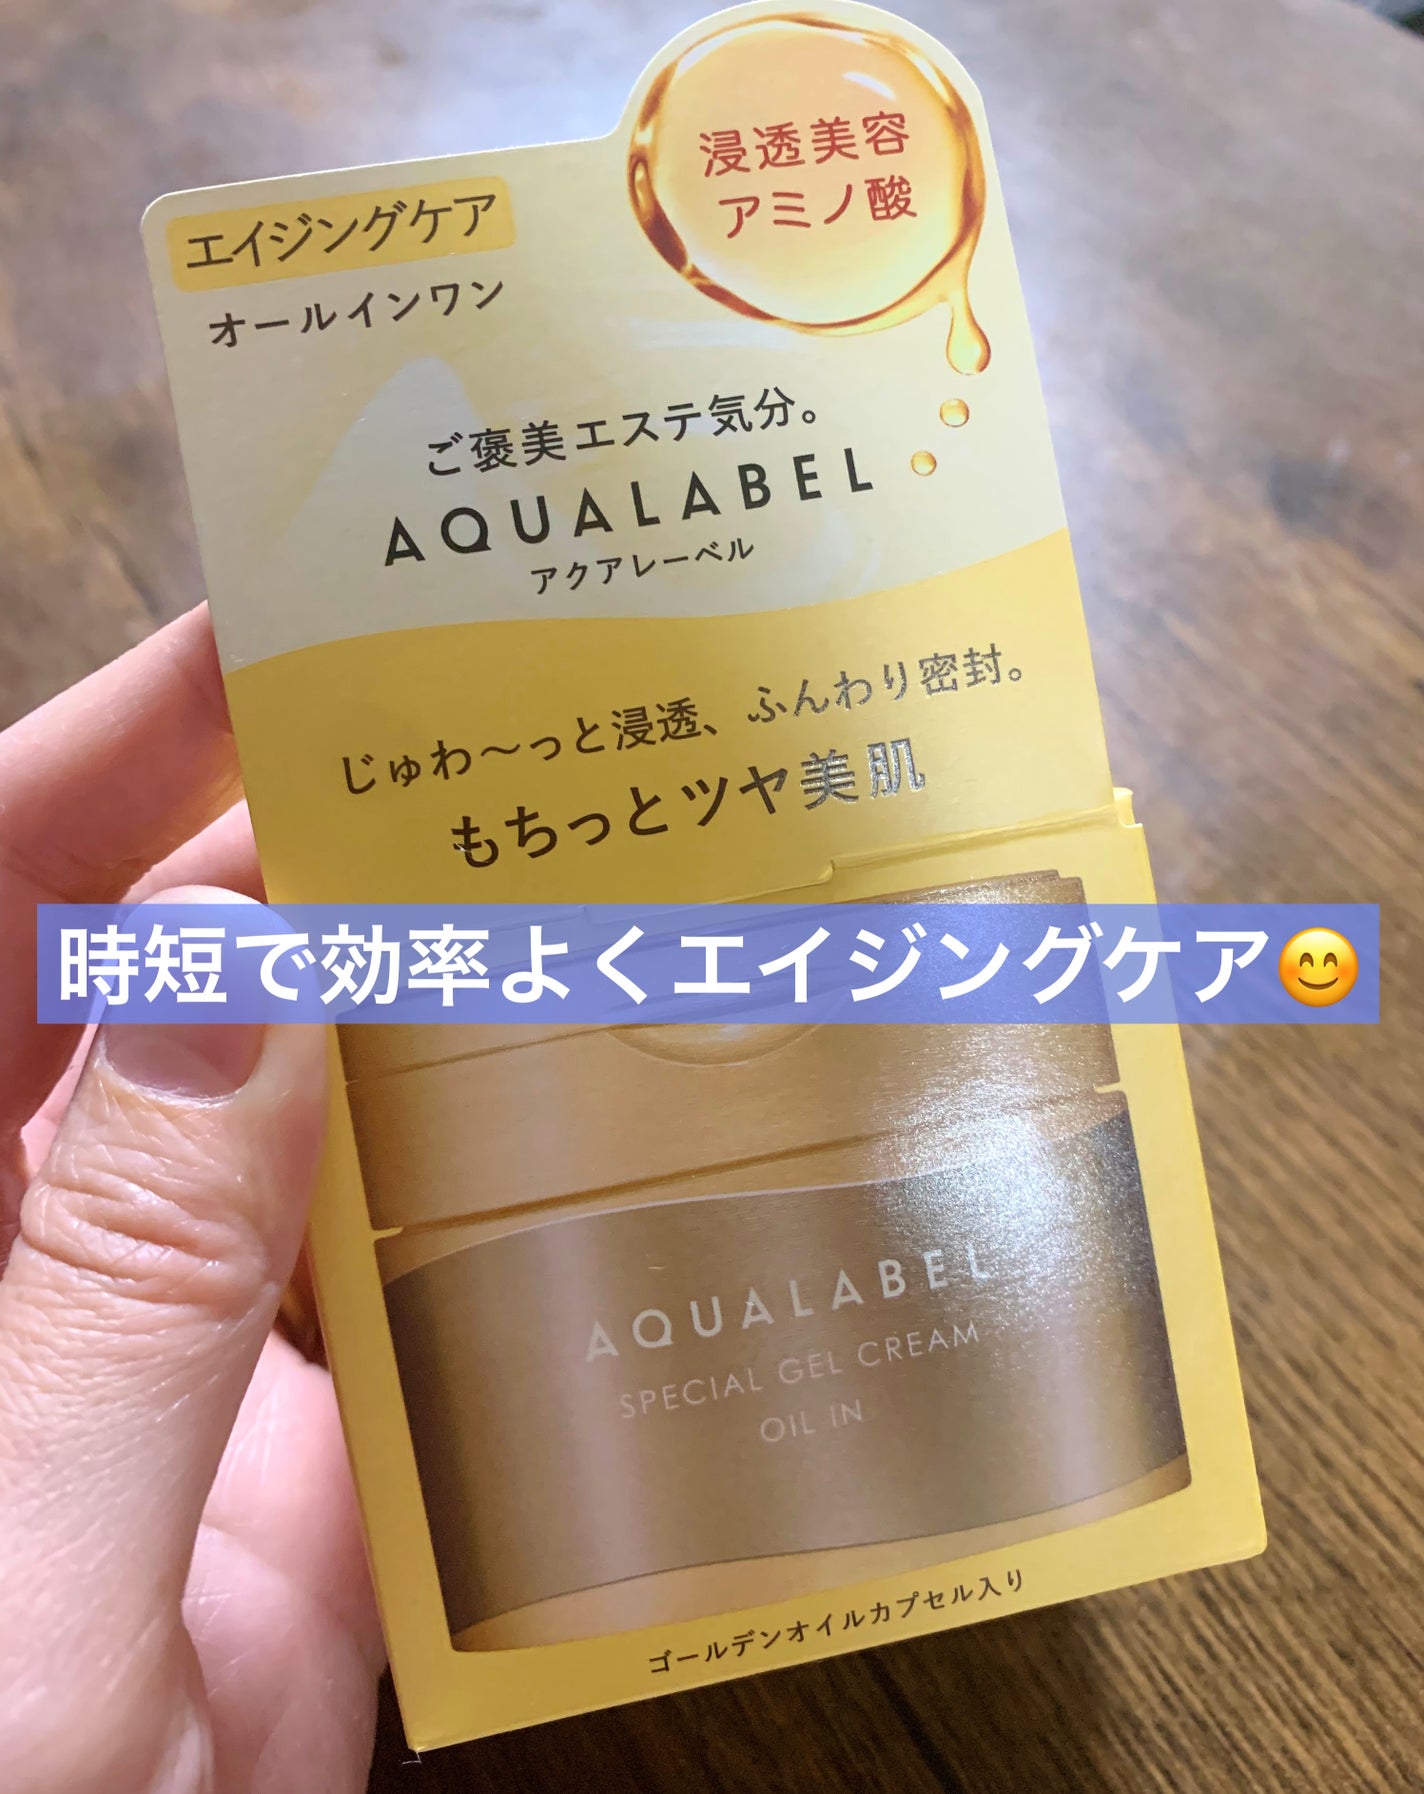 浸透美容
アミノ酸
エイジングケア
オールインワン
ご褒美エステ気分。
AQUALABEL
アクアレーベル
じゅわ〜っと浸透、ふんわり密封。
もちっとツヤ美肌
時短で効率よくエイジングケア😊
AQUALABEL
SPECIAL GEL CREAM
OIL IN
ゴールデンオイルカプセル入り